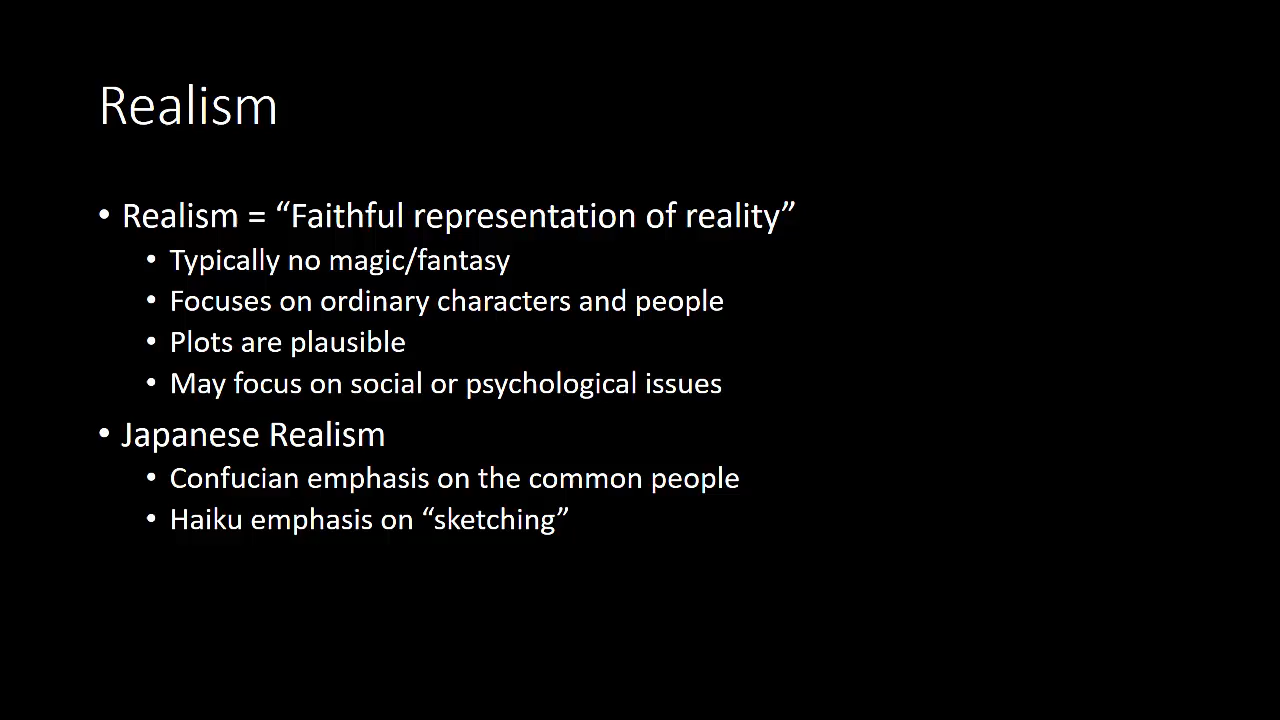 Realism
• Realism = “Faithful representation of reality”
• Typically no magic/fantasy
• Focuses on ordinary characters and people
• Plots are plausible
• May focus on social or psychological issues
• Japanese Realism
• Confucian emphasis on the common people
• Haiku emphasis on “sketching”